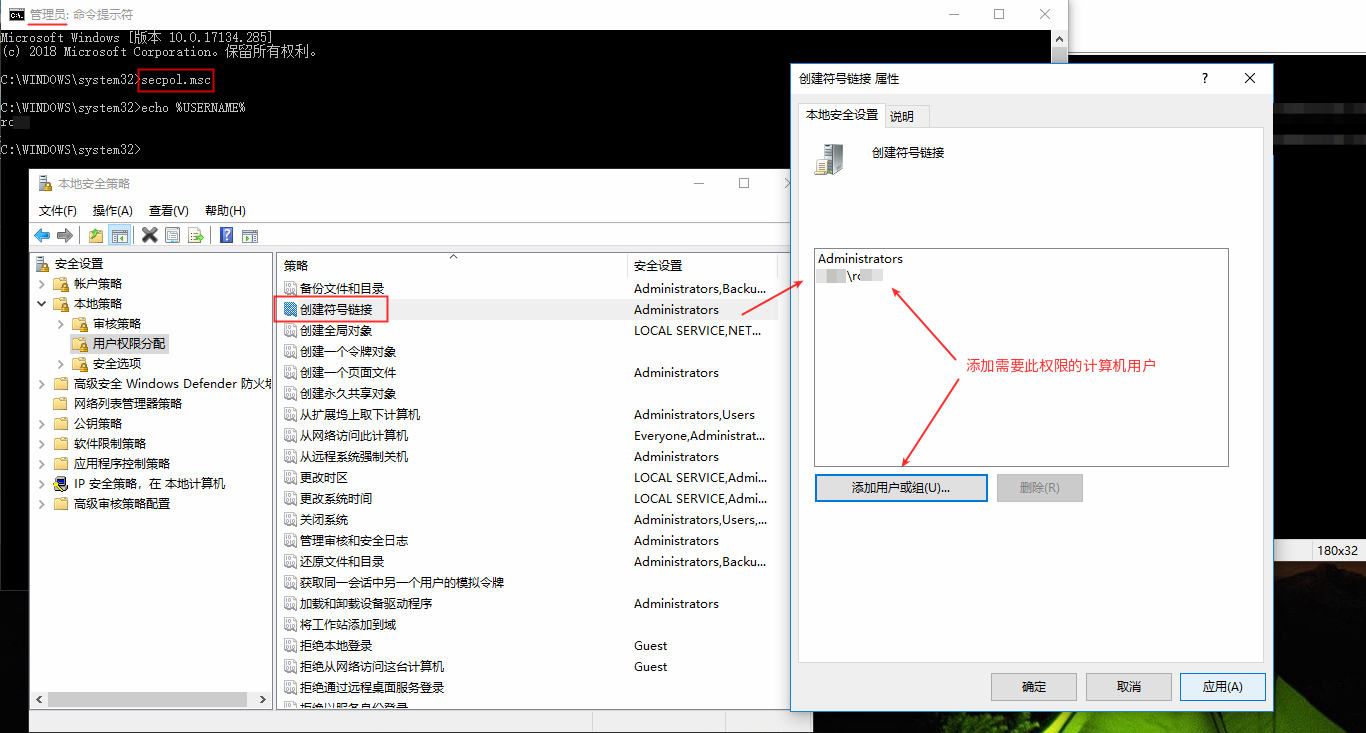 管理员: 命令提示符
Microsoft Windows [版本 10.0.17134.285]
(c) 2018 Microsoft Corporation。保留所有权利。
C:\WINDOWS\system32>secpol.msc
C:\WINDOWS\system32>echo %USERNAME%
C:\WINDOWS\system32>
本地安全策略
文件(F) 操作(A) 查看(V) 帮助(H)
安全设置
帐户策略
本地策略
审核策略
用户权限分配
安全选项
高级安全 Windows Defender 防火墙
网络列表管理器策略
公钥策略
软件限制策略
应用程序控制策略
IP 安全策略，在 本地计算机
高级审核策略配置
策略 安全设置
备份文件和目录 Administrators,Backu...
创建符号链接 Administrators
创建全局对象 LOCAL SERVICE,NET...
创建一个令牌对象
创建一个页面文件 Administrators
创建永久共享对象
从扩展坞上取下计算机 Administrators,Users
从网络访问此计算机 Everyone,Administrat...
从远程系统强制关机 Administrators
更改时区 LOCAL SERVICE,Admi...
更改系统时间 LOCAL SERVICE,Admi...
关闭系统 Administrators,Users,...
管理审核和安全日志 Administrators
还原文件和目录 Administrators,Backu...
获取同一会话中另一个用户的模拟令牌
加载和卸载设备驱动程序 Administrators
将工作站添加到域
拒绝本地登录 Guest
拒绝从网络访问这台计算机 Guest
拒绝通过远程桌面服务登录
拒绝以服务身份登录
创建符号链接 属性
?
本地安全设置 说明
创建符号链接
Administrators
添加需要此权限的计算机用户
添加用户或组(U)... 删除(R)
确定 取消 应用(A)
180x32